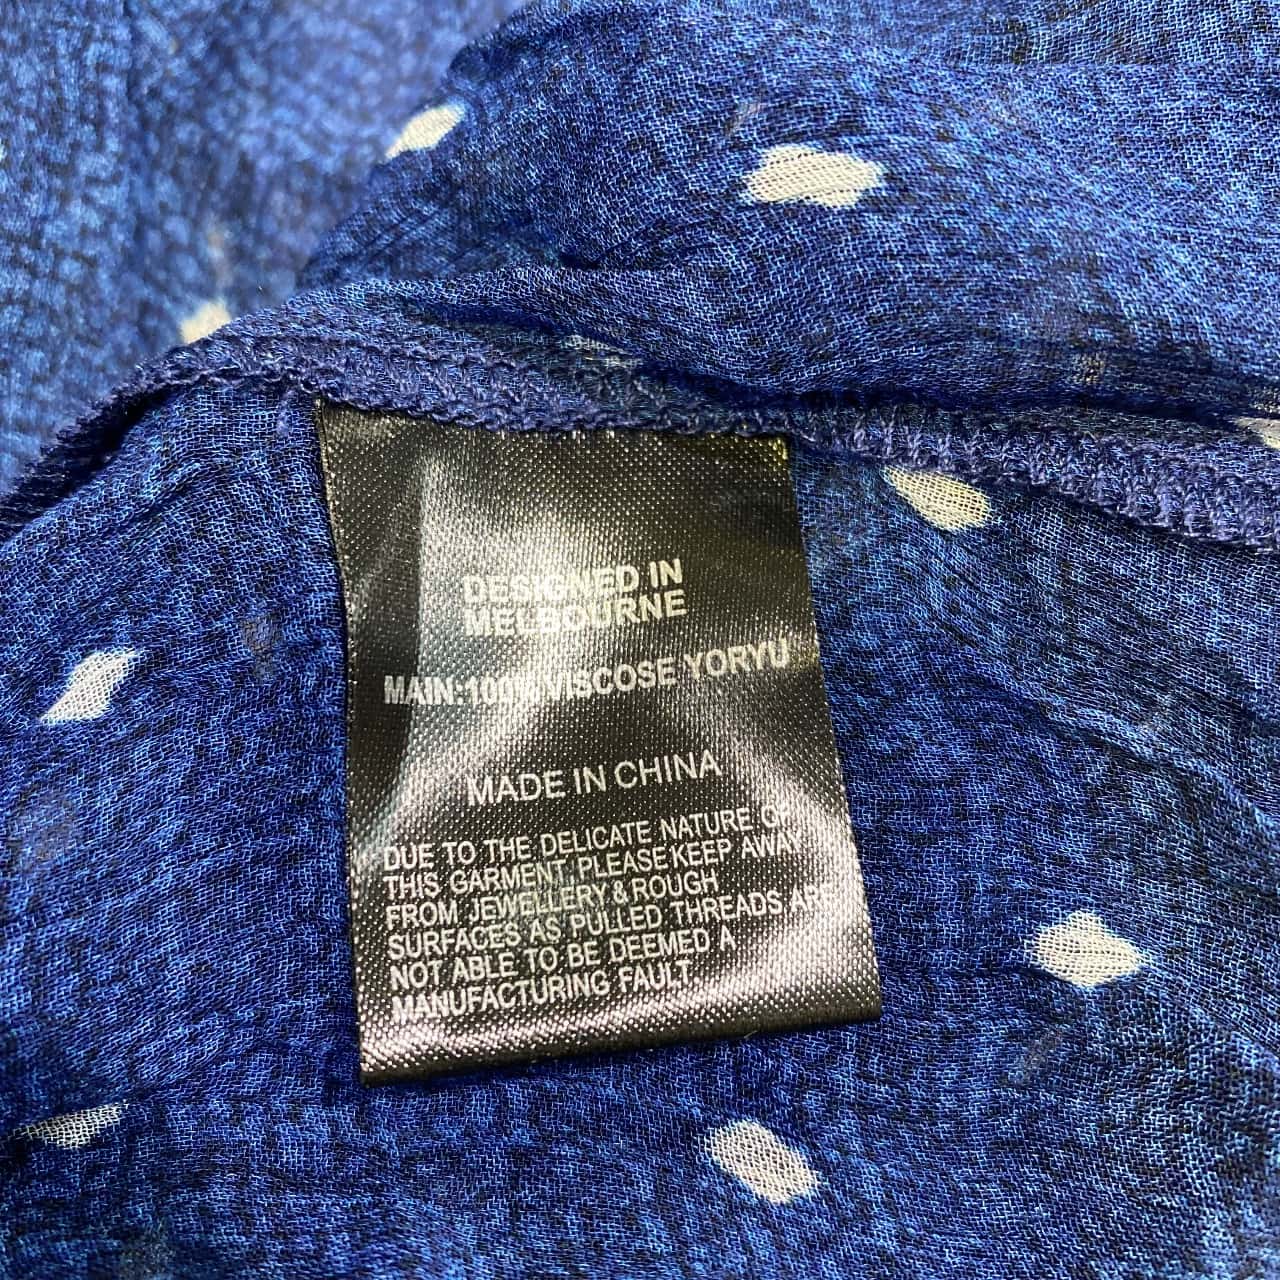 DESIGNED IN
MELBOURNE
MAIN:100% VISCOSE YORYU
MADE IN CHINA
DUE TO THE DELICATE NATURE OF
THIS GARMENT PLEASE KEEP AWAY
FROM JEWELLERY & ROUGH
SURFACES AS PULLED THREADS ARE
NOT ABLE TO BE DEEMED A
MANUFACTURING FAULT